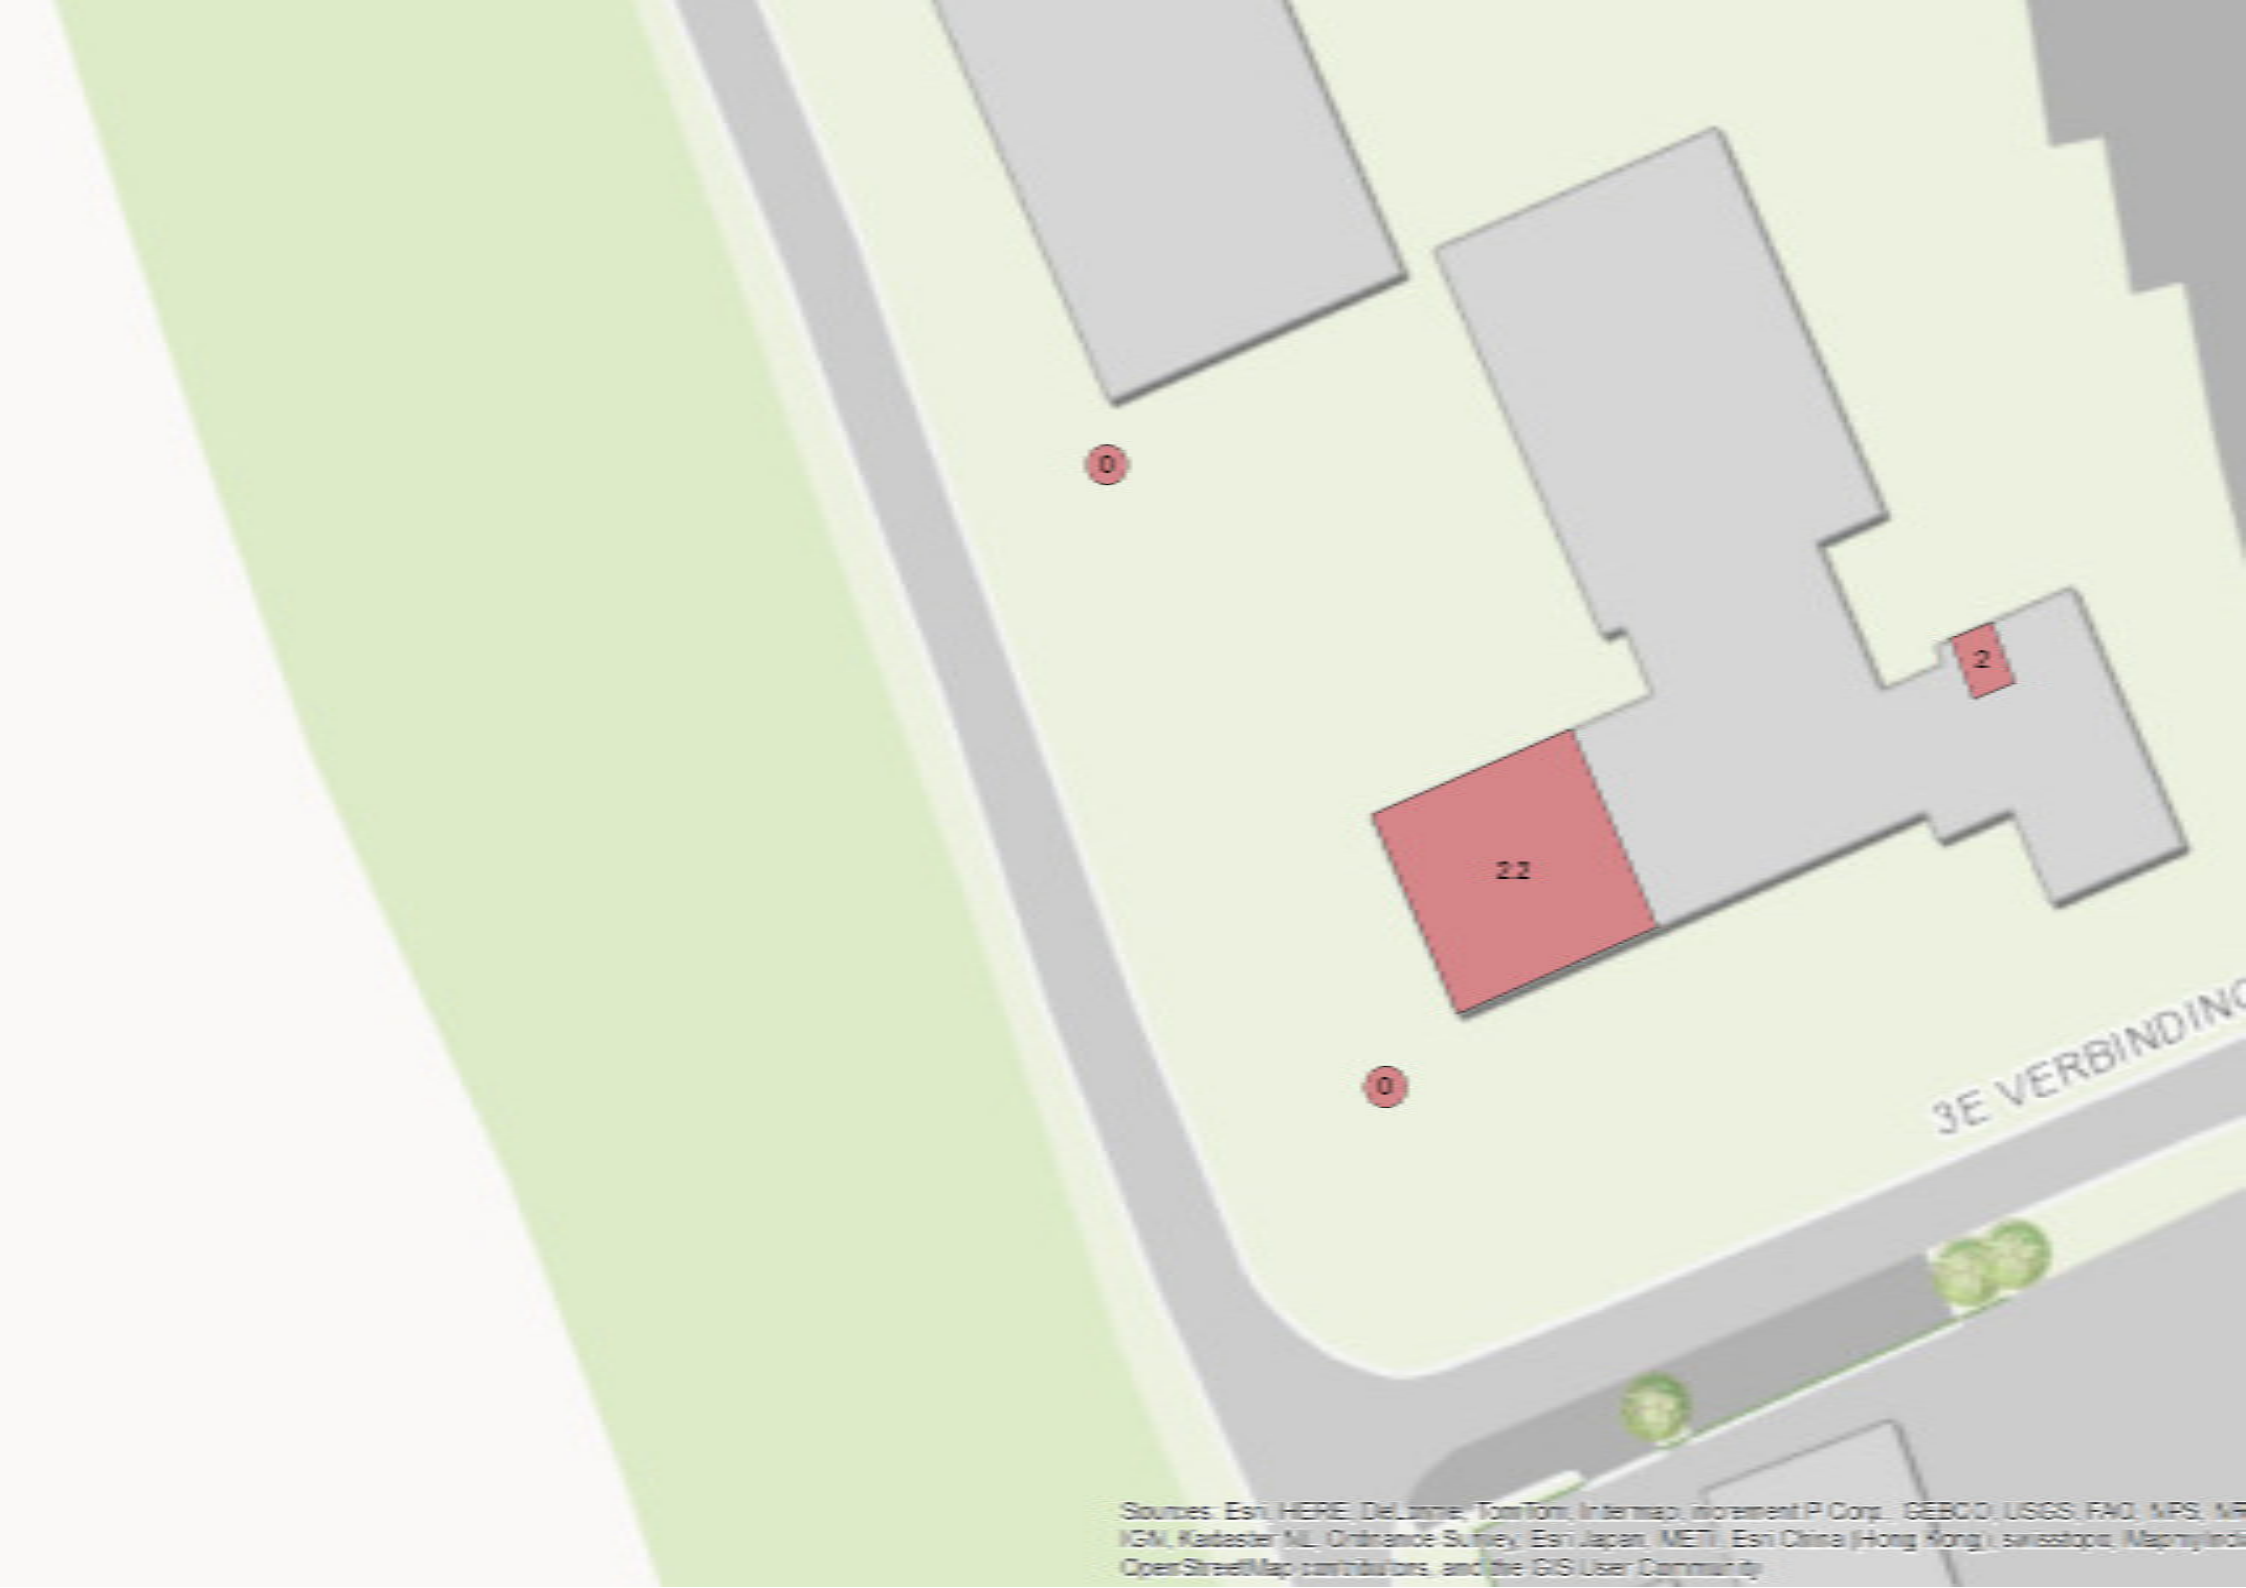 0
2
2.2
0
3E VERBINDING
Sources: Esri, HERE, DeLorme, TomTom, Intermap, increment P Corp., GEBCO, USGS, FAO, NPS,
IGN, Kadaster NL, Ordnance Survey, Esri Japan, METI, Esri China (Hong Kong), swisstopo, MapmyIndia
OpenStreetMap contributors, and the GIS User Community